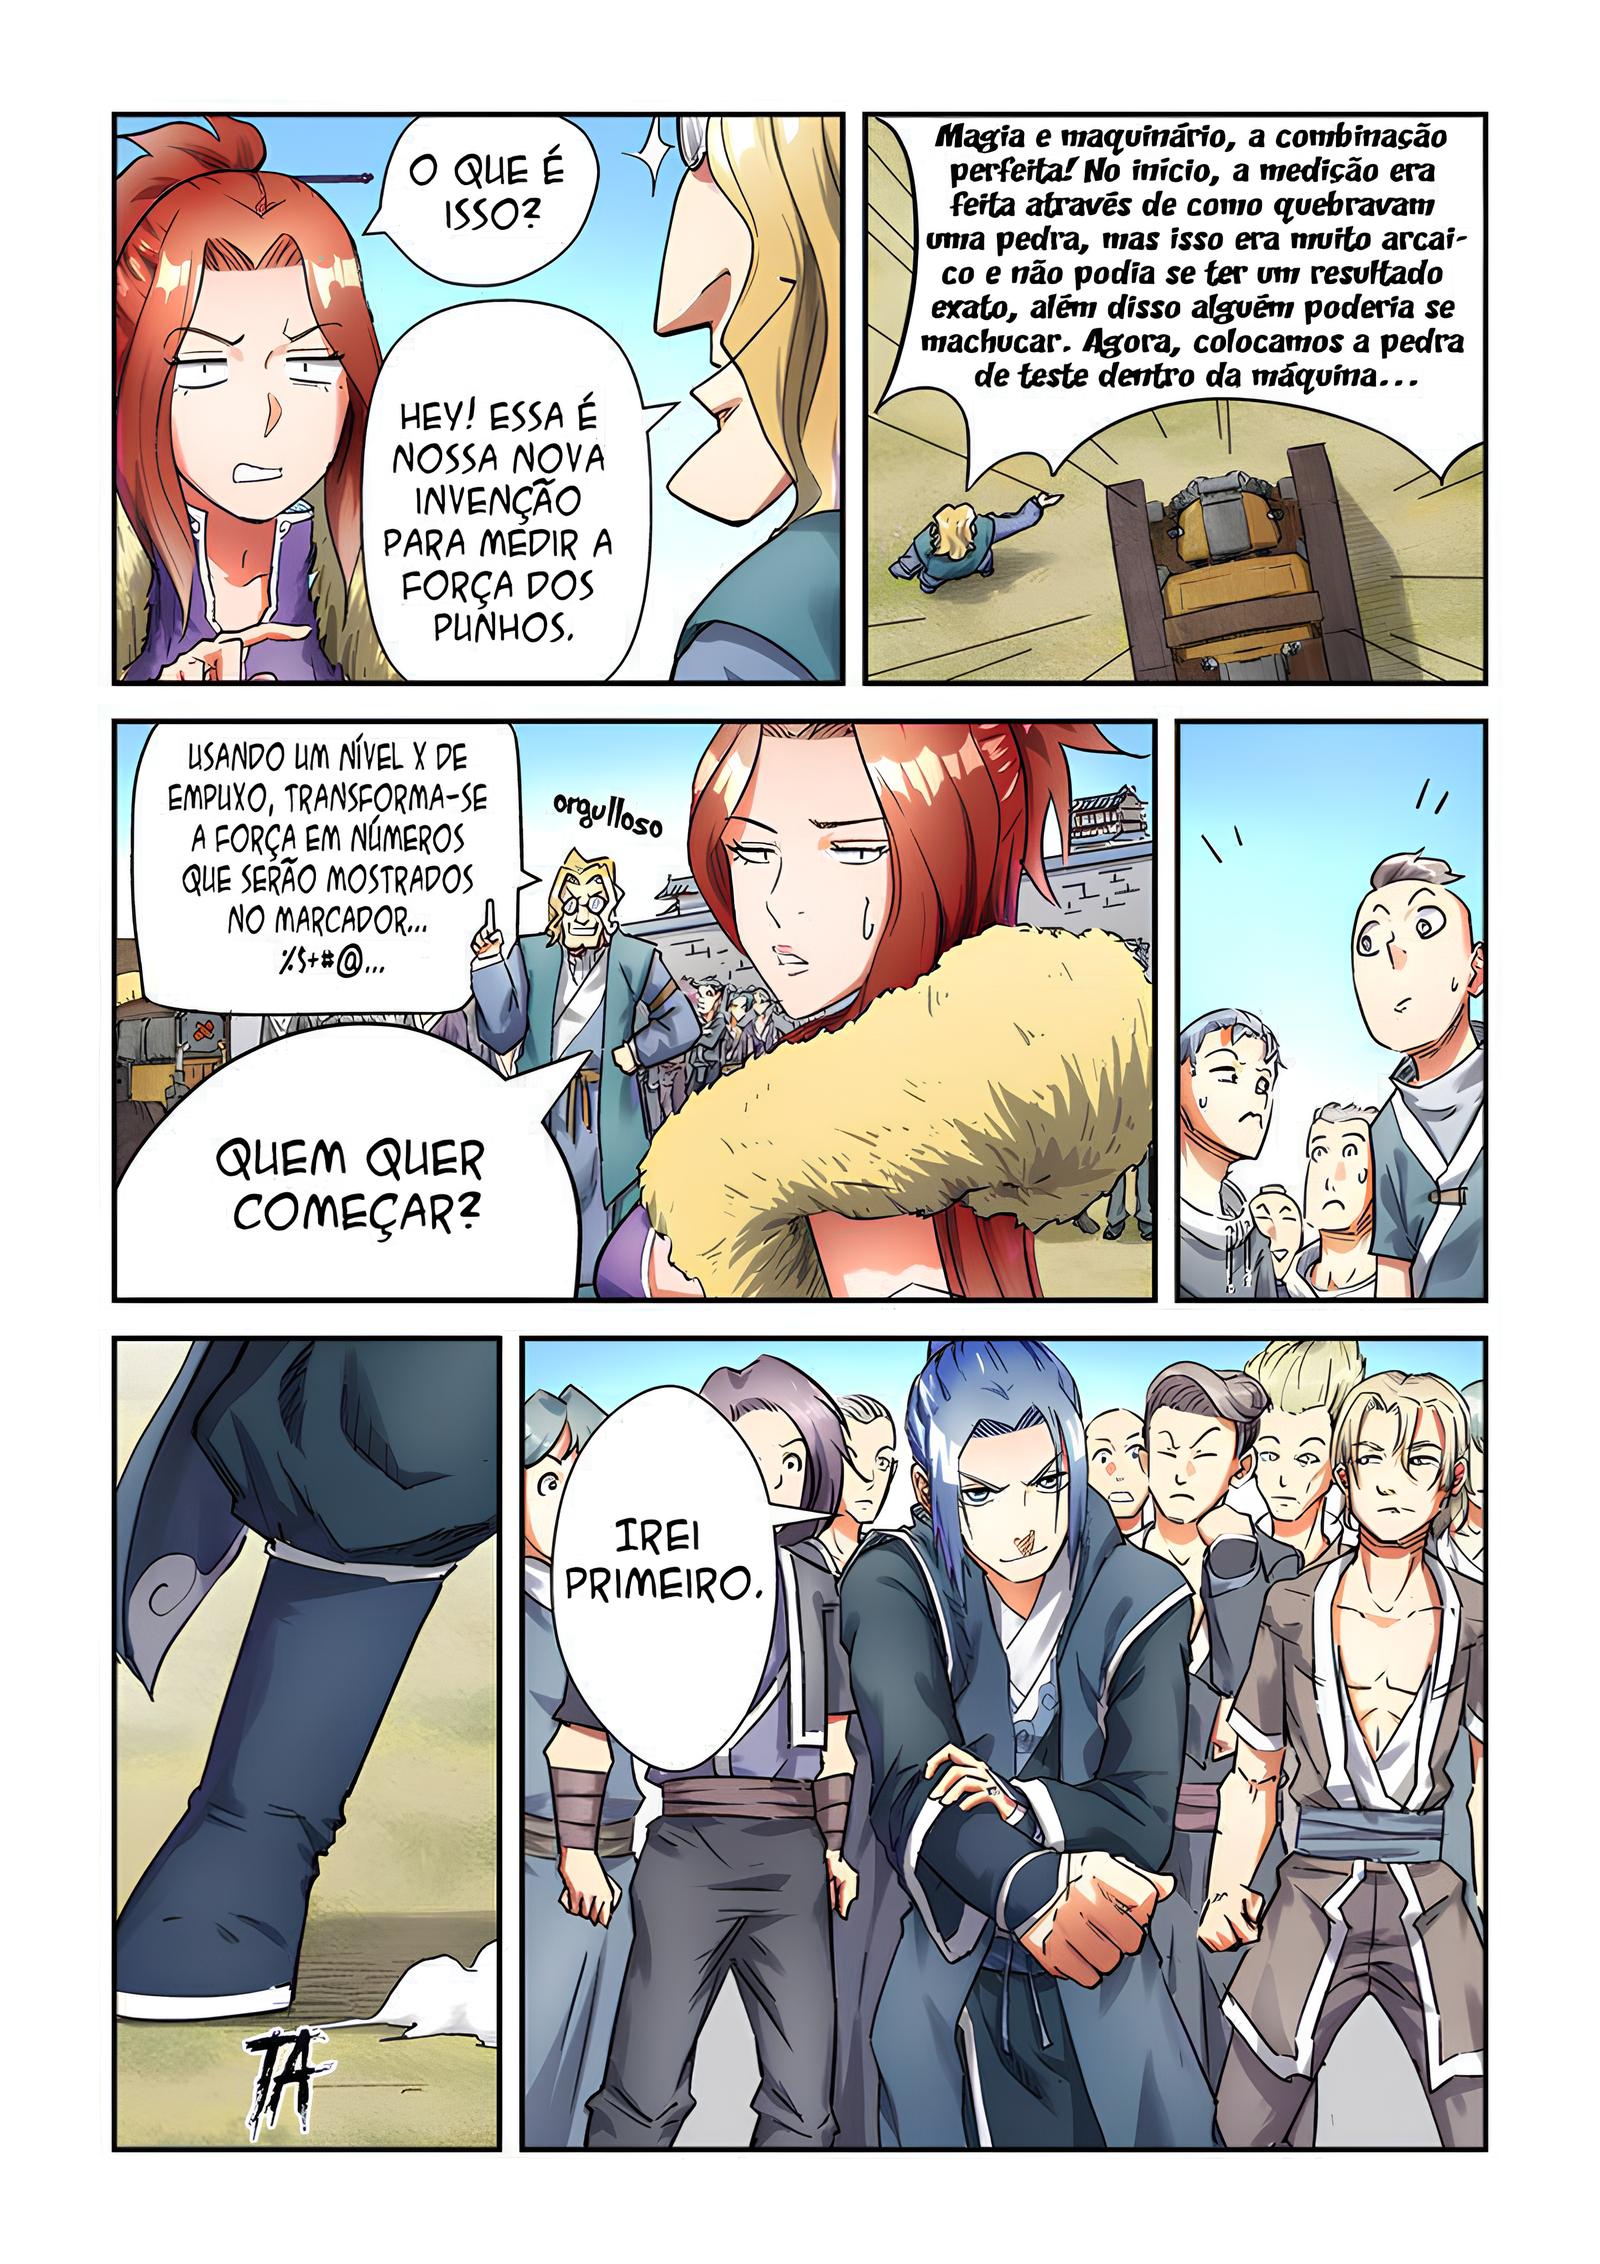 O QUE É
ISSO?
HEY! ESSA É
NOSSA NOVA
INVENÇÃO
PARA MEDIR A
FORÇA DOS
PUNHOS.
Magia e maquinário, a combinação
perfeita! No início, a medição era
feita através de como quebravam
uma pedra, mas isso era muito arcai-
co e não podia se ter um resultado
exato, além disso alguém poderia se
machucar. Agora, colocamos a pedra
de teste dentro da máquina...
USANDO UM NÍVEL X DE
EMPUXO, TRANSFORMA-SE
A FORÇA EM NÚMEROS
QUE SERÃO MOSTRADOS
NO MARCADOR...
%$+#@...
orgulloso
QUEM QUER
COMEÇAR?
TA
IREI
PRIMEIRO.